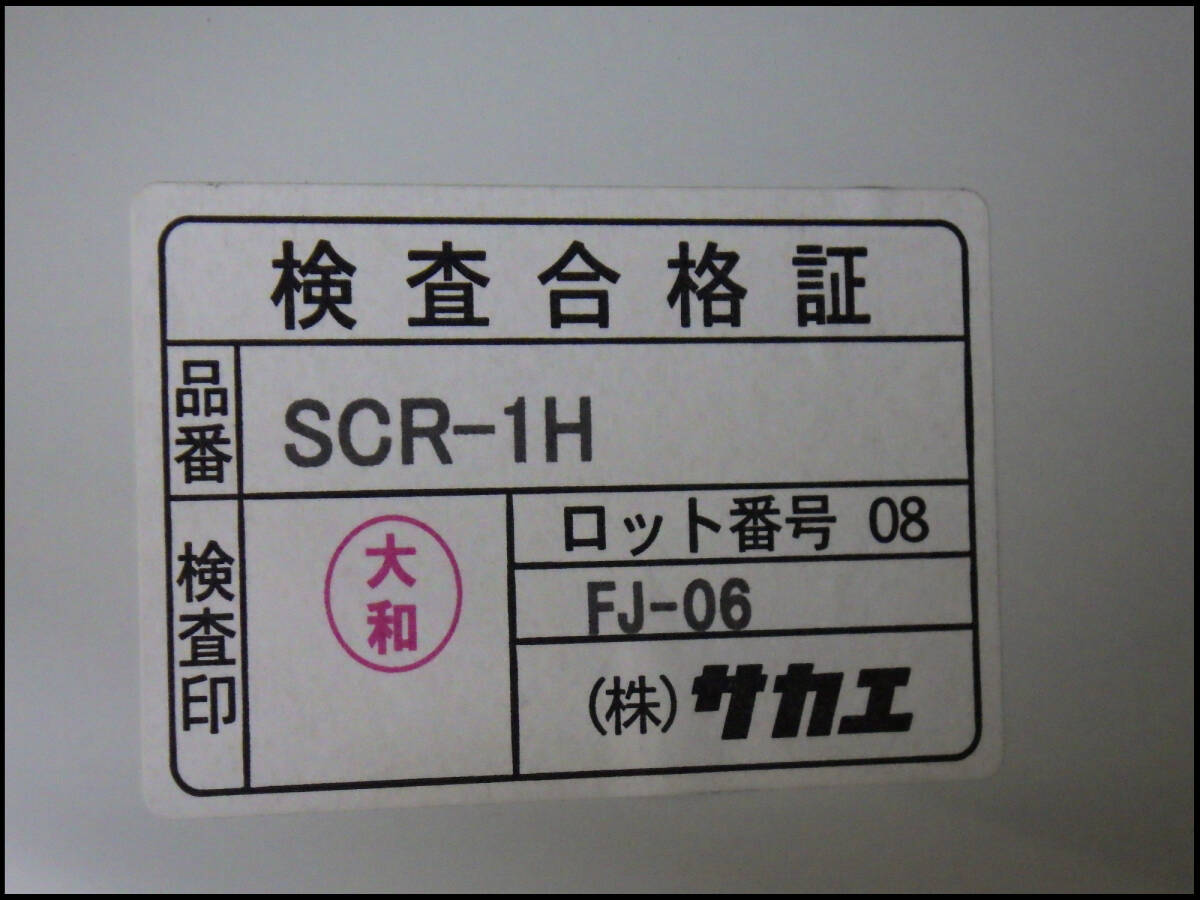 検査合格証
品番
SCR-1H
検査印
大和
ロット番号 08
FJ-06
(株)サカエ